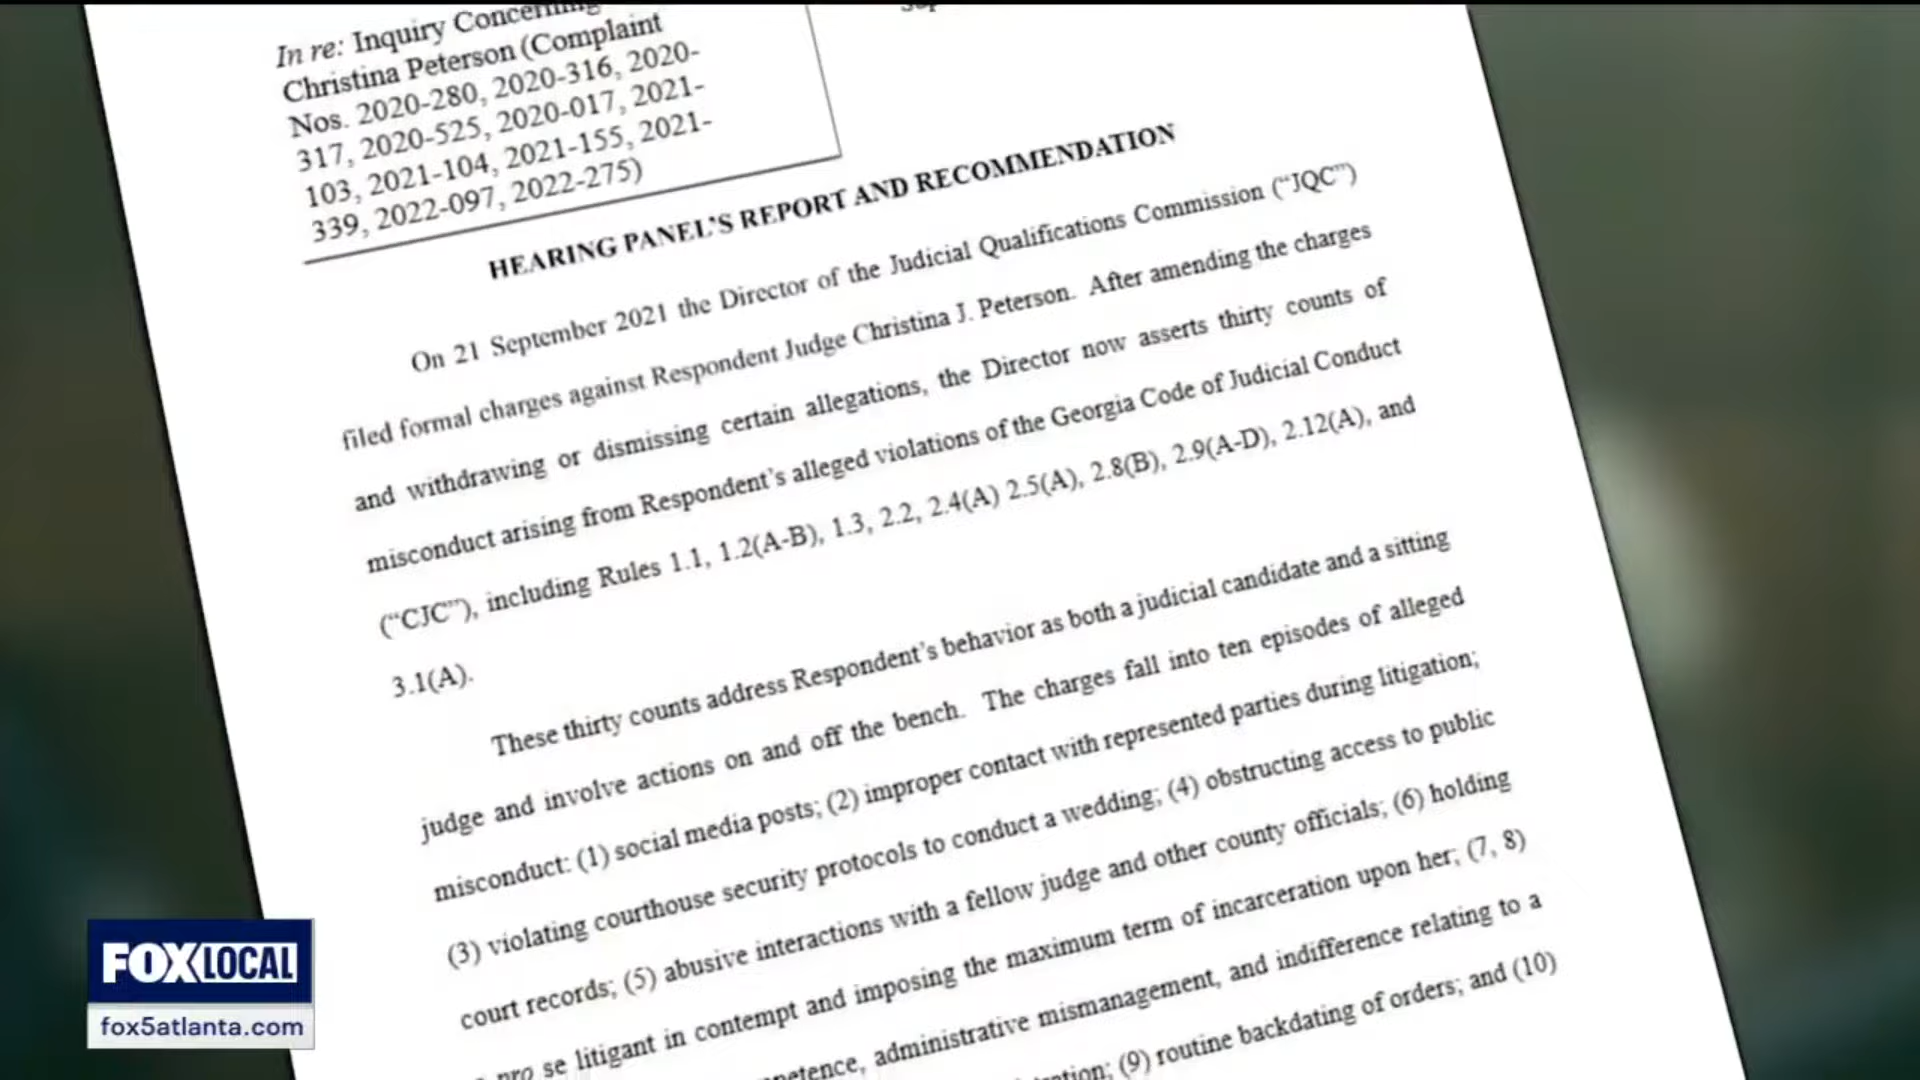 In re: Inquiry Concerning
Christina Peterson (Complaint
Nos. 2020-280, 2020-316, 2020-
317, 2020-525, 2020-017, 2021-
103, 2021-104, 2021-155, 2021-
339, 2022-097, 2022-275)
HEARING PANEL'S REPORT AND RECOMMENDATION
On 21 September 2021 the Director of the Judicial Qualifications Commission ("JQC")
filed formal charges against Respondent Judge Christina J. Peterson. After amending the charges
and withdrawing or dismissing certain allegations, the Director now asserts thirty counts of
misconduct arising from Respondent's alleged violations of the Georgia Code of Judicial Conduct
("CJC"), including Rules 1.1, 1.2(A-B), 1.3, 2.2, 2.4(A) 2.5(A), 2.8(B), 2.9(A-D), 2.12(A), and
3.1(A).
These thirty counts address Respondent's behavior as both a judicial candidate and a sitting
judge and involve actions on and off the bench. The charges fall into ten episodes of alleged
misconduct: (1) social media posts; (2) improper contact with represented parties during litigation;
(3) violating courthouse security protocols to conduct a wedding; (4) obstructing access to public
court records; (5) abusive interactions with a fellow judge and other county officials; (6) holding
pro se litigant in contempt and imposing the maximum term of incarceration upon her; (7, 8)
administrative mismanagement, and indifference relating to a
(9) routine backdating of orders; and (10)
FOX LOCAL
fox5atlanta.com